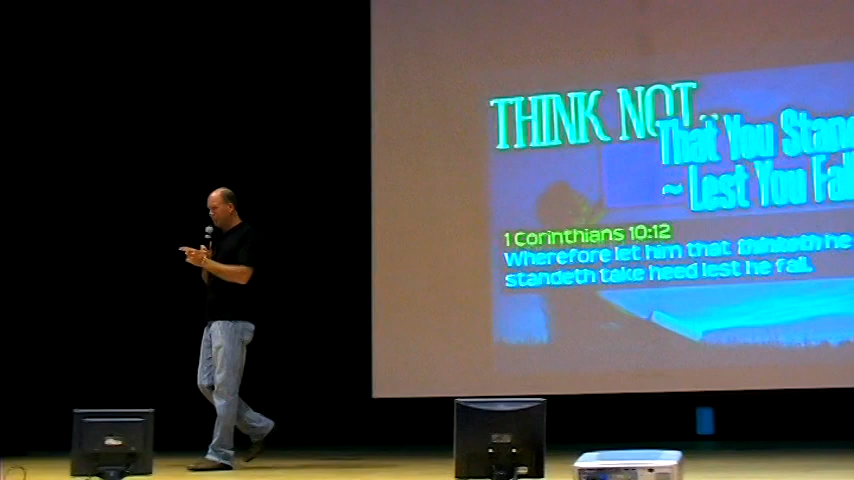 THINK NOT...
That You Stand
~ Lest You Fall
1 Corinthians 10:12
Wherefore let him that thinketh he
standeth take heed lest he fall.